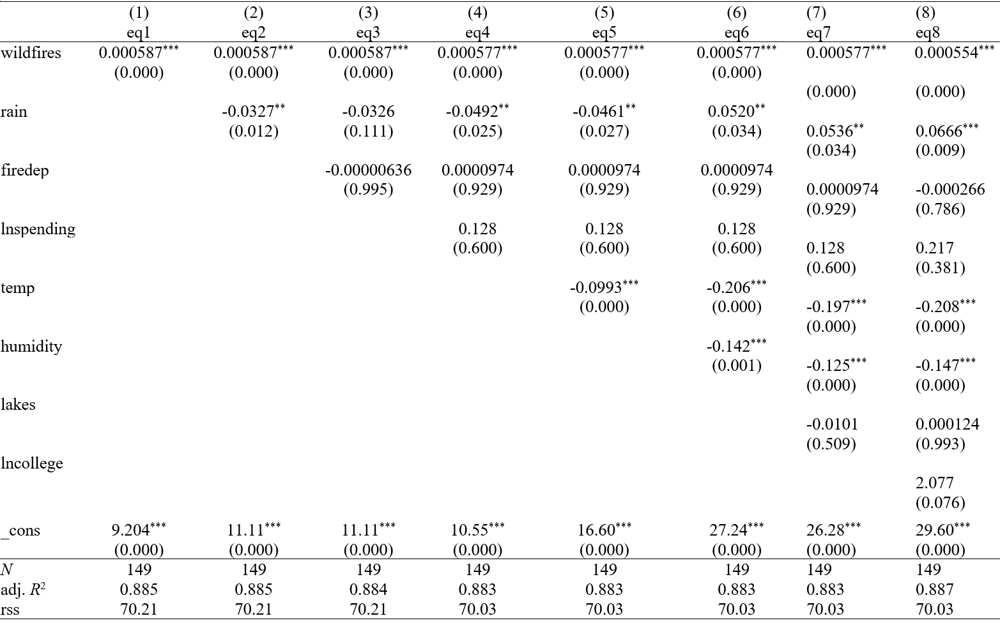 (1) (2) (3) (4) (5) (6) (7) (8)
eq1 eq2 eq3 eq4 eq5 eq6 eq7 eq8
wildfires 0.000587*** 0.000587*** 0.000587*** 0.000577*** 0.000577*** 0.000577*** 0.000577*** 0.000554***
(0.000) (0.000) (0.000) (0.000) (0.000) (0.000)
(0.000) (0.000)
rain -0.0327** -0.0326 -0.0492** -0.0461** 0.0520**
(0.012) (0.111) (0.025) (0.027) (0.034) 0.0536** 0.0666***
(0.034) (0.009)
firedep -0.00000636 0.0000974 0.0000974 0.0000974
(0.995) (0.929) (0.929) (0.929) 0.0000974 -0.000266
(0.929) (0.786)
lnspending 0.128 0.128 0.128
(0.600) (0.600) (0.600) 0.128 0.217
(0.600) (0.381)
temp -0.0993*** -0.206***
(0.000) (0.000) -0.197*** -0.208***
(0.000) (0.000)
humidity -0.142***
(0.001) -0.125*** -0.147***
(0.000) (0.000)
lakes
-0.0101 0.000124
(0.509) (0.993)
lncollege
2.077
(0.076)
_cons 9.204*** 11.11*** 11.11*** 10.55*** 16.60*** 27.24*** 26.28*** 29.60***
(0.000) (0.000) (0.000) (0.000) (0.000) (0.000) (0.000) (0.000)
N 149 149 149 149 149 149 149 149
adj. R2 0.885 0.885 0.884 0.883 0.883 0.883 0.883 0.887
rss 70.21 70.21 70.21 70.03 70.03 70.03 70.03 70.03